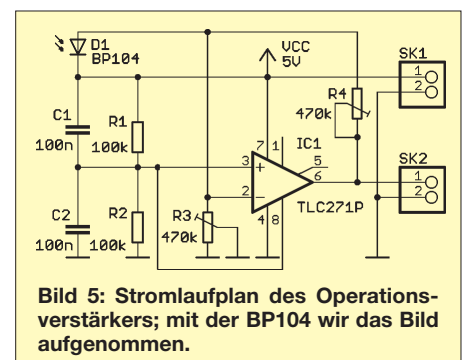 D1
BP104
VCC
5V
SK1
1
2
C1
100n
R1
100k
R4
470k
7 1
IC1
3 +
5
6
2 −
TLC271P
4 8
SK2
1
2
C2
100n
R2
100k
R3
470k
Bild 5: Stromlaufplan des Operations-
verstärkers; mit der BP104 wir das Bild
aufgenommen.